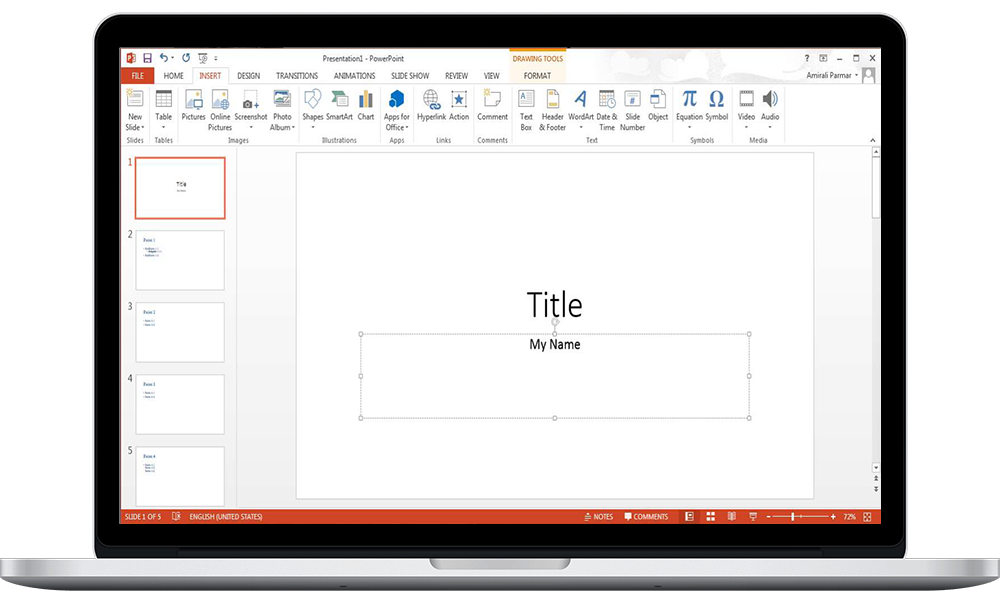 Presentation1 - PowerPoint
DRAWING TOOLS
?
FILE HOME INSERT DESIGN TRANSITIONS ANIMATIONS SLIDE SHOW REVIEW VIEW FORMAT
Amirali Parmar
New Slide
Table
Pictures
Online Pictures
Screenshot
Photo Album
Shapes
SmartArt
Chart
Apps for Office
Hyperlink
Action
Comment
Text Box
Header & Footer
WordArt
Date & Time
Slide Number
Object
π
Equation
Ω
Symbol
Video
Audio
Slides Tables Images Illustrations Apps Links Comments Text Symbols Media
1
Title
2
3
4
5
Title
My Name
SLIDE 1 OF 5 ENGLISH (UNITED STATES) NOTES COMMENTS 72%